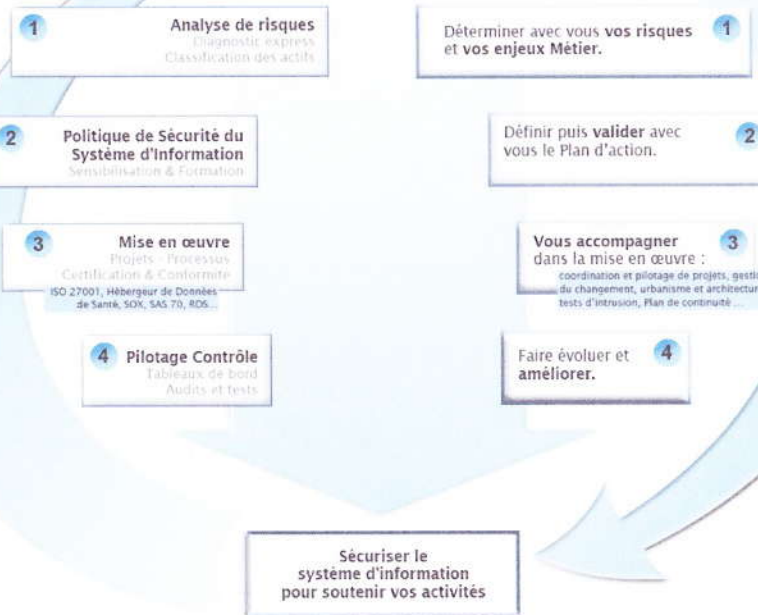 1
Analyse de risques
Diagnostic express
Classification des actifs
2
Politique de Sécurité du
Système d'Information
Sensibilisation & Formation
3
Mise en œuvre
Projets - Processus
Certification & Conformité
ISO 27001, Hébergeur de Données
de Santé, SOX, SAS 70, ROS...
4
Pilotage Contrôle
Tableaux de bord
Audits et tests
Déterminer avec vous vos risques
et vos enjeux Métier.
1
Définir puis valider avec
vous le Plan d'action.
2
Vous accompagner
dans la mise en œuvre :
3
coordination et pilotage de projets, gestio
du changement, urbanisme et architectur
tests d'intrusion, Plan de continuité ...
Faire évoluer et
améliorer.
4
Sécuriser le
système d'information
pour soutenir vos activités